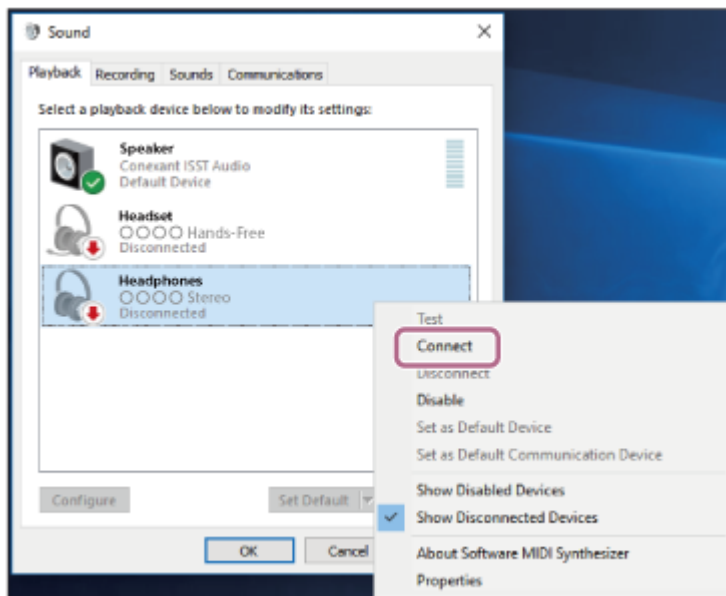 Sound
Playback Recording Sounds Communications
Select a playback device below to modify its settings:
Speaker
Conexant ISST Audio
Default Device
Headset
○○○○ Hands-Free
Disconnected
Headphones
○○○○ Stereo
Disconnected
Test
Connect
Disconnect
Disable
Set as Default Device
Set as Default Communication Device
Show Disabled Devices
Show Disconnected Devices
About Software MIDI Synthesizer
Properties
Configure
Set Default
OK
Cancel